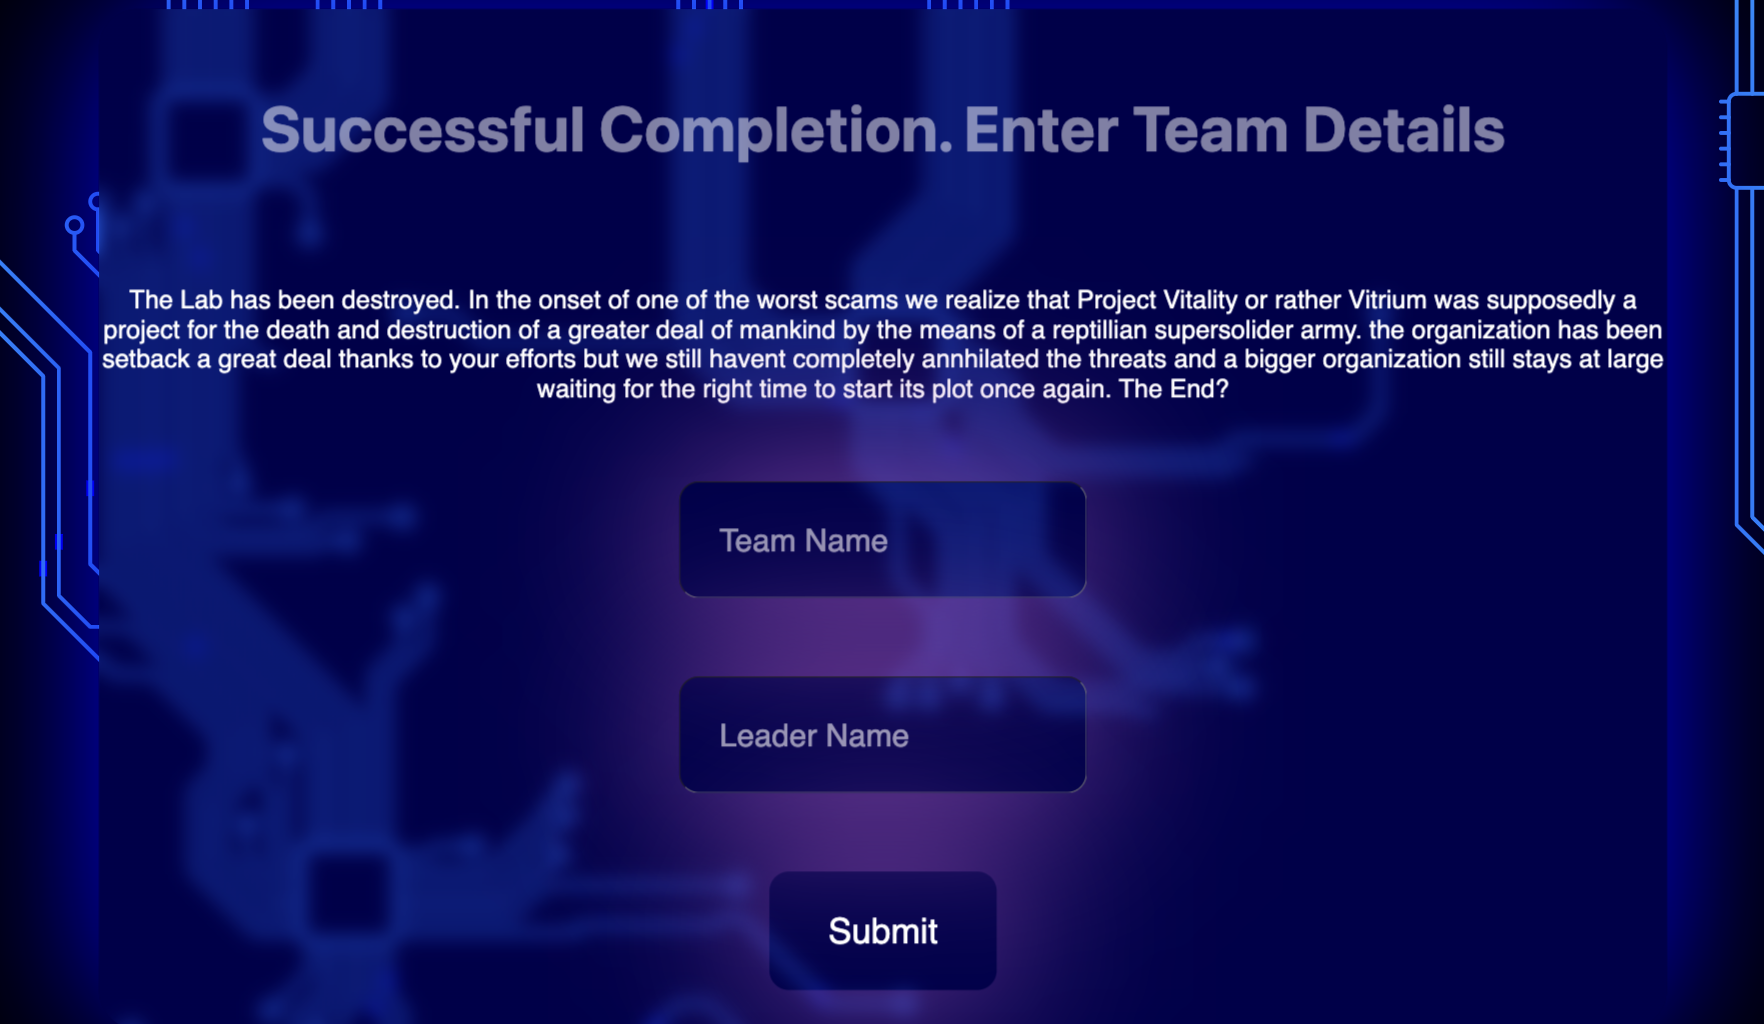 Successful Completion. Enter Team Details
The Lab has been destroyed. In the onset of one of the worst scams we realize that Project Vitality or rather Vitrium was supposedly a
project for the death and destruction of a greater deal of mankind by the means of a reptillian supersolider army. the organization has been
setback a great deal thanks to your efforts but we still havent completely annhilated the threats and a bigger organization still stays at large
waiting for the right time to start its plot once again. The End?
Team Name
Leader Name
Submit